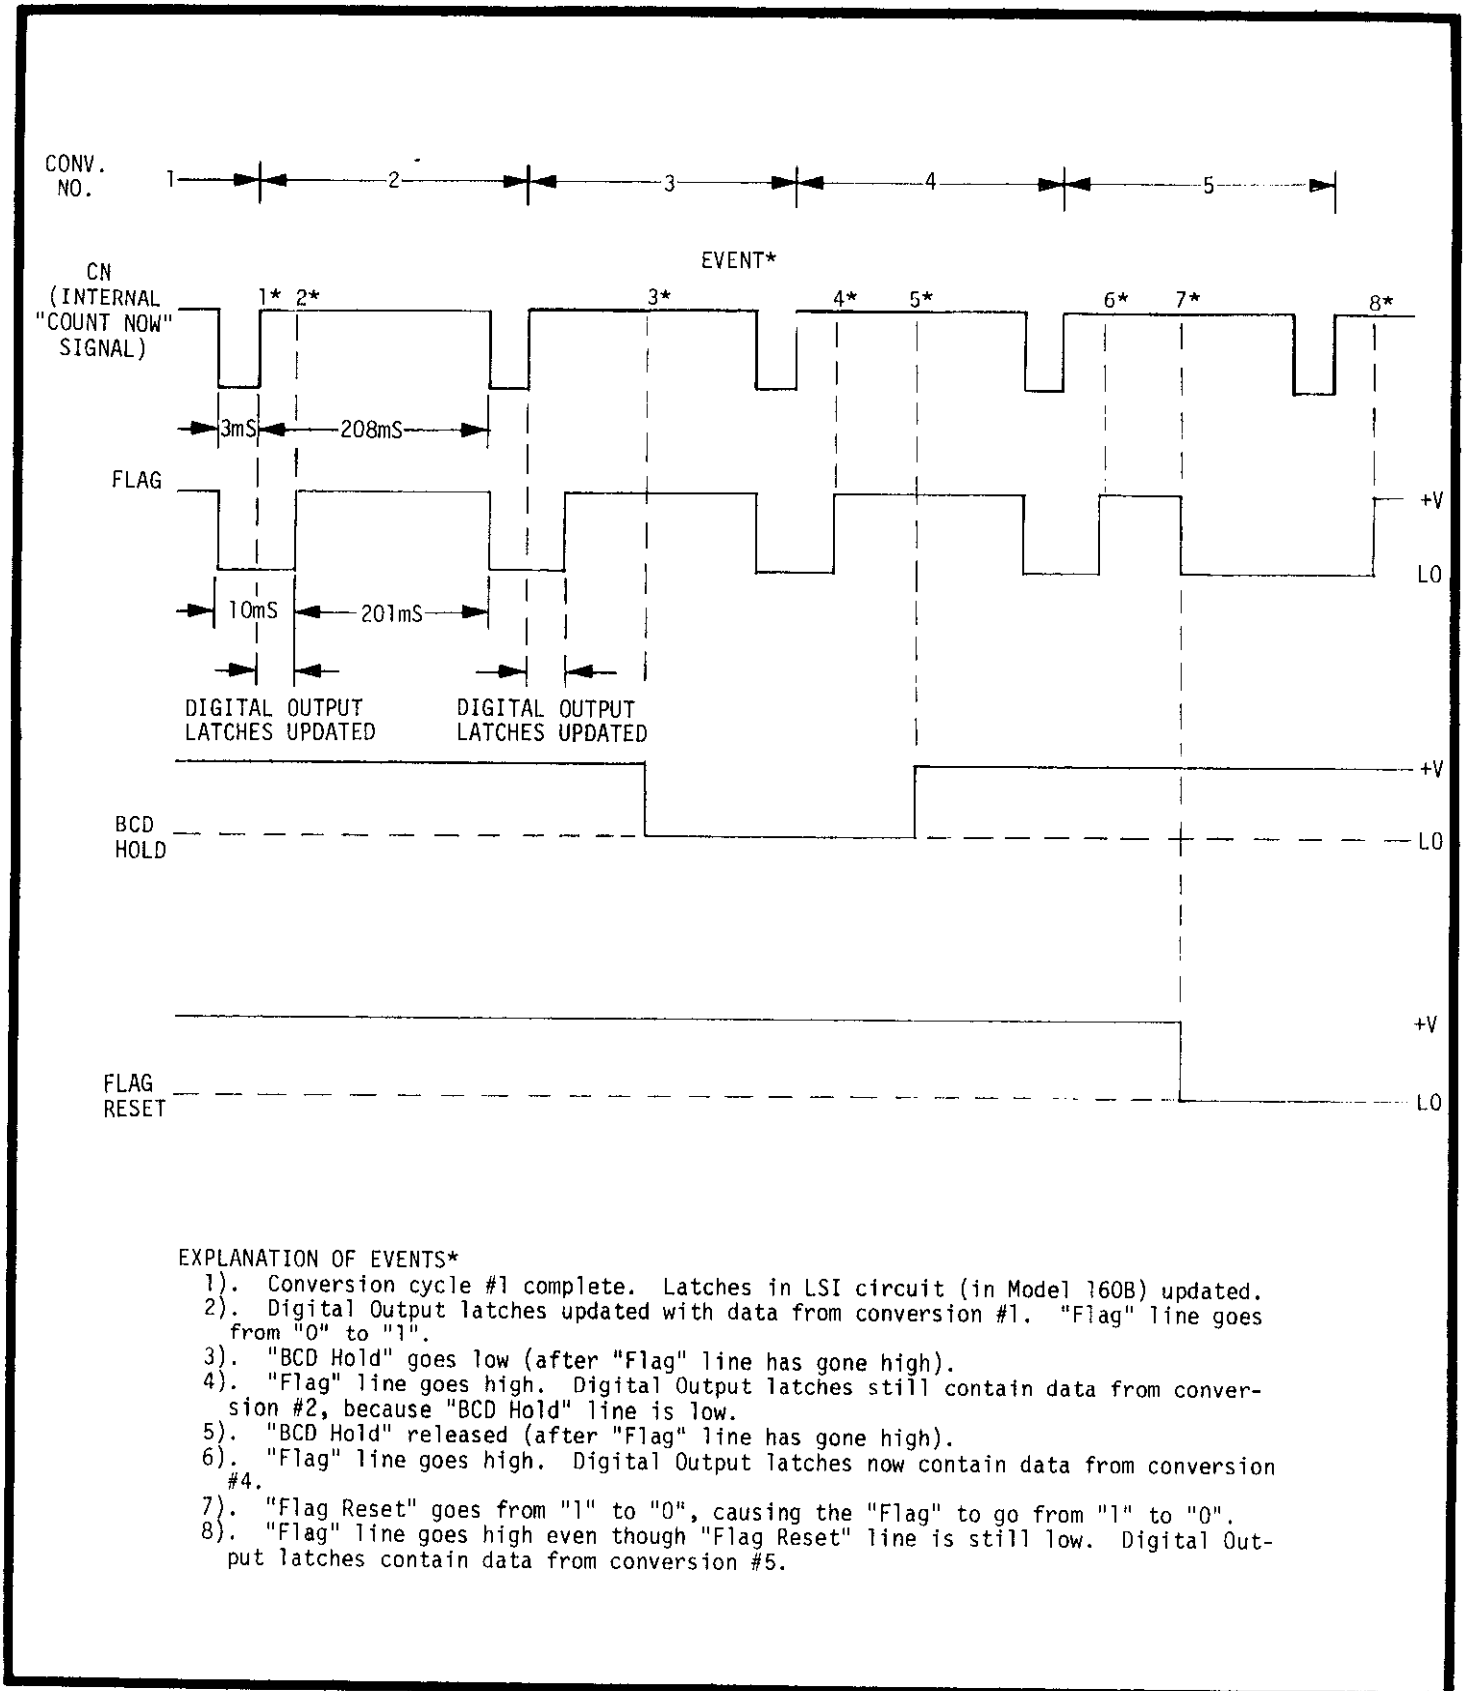 CONV.
NO.
1
2
3
4
5
EVENT*
CN
(INTERNAL
"COUNT NOW"
SIGNAL)
1* 2* 3* 4* 5* 6* 7* 8*
3mS
208mS
FLAG
+V
LO
10mS
201mS
DIGITAL OUTPUT
LATCHES UPDATED
DIGITAL OUTPUT
LATCHES UPDATED
+V
BCD
HOLD
LO
+V
FLAG
RESET
LO
EXPLANATION OF EVENTS*
1). Conversion cycle #1 complete. Latches in LSI circuit (in Model 160B) updated.
2). Digital Output latches updated with data from conversion #1. "Flag" line goes
from "0" to "1".
3). "BCD Hold" goes low (after "Flag" line has gone high).
4). "Flag" line goes high. Digital Output latches still contain data from conver-
sion #2, because "BCD Hold" line is low.
5). "BCD Hold" released (after "Flag" line has gone high).
6). "Flag" line goes high. Digital Output latches now contain data from conversion
#4.
7). "Flag Reset" goes from "1" to "0", causing the "Flag" to go from "1" to "0".
8). "Flag" line goes high even though "Flag Reset" line is still low. Digital Out-
put latches contain data from conversion #5.